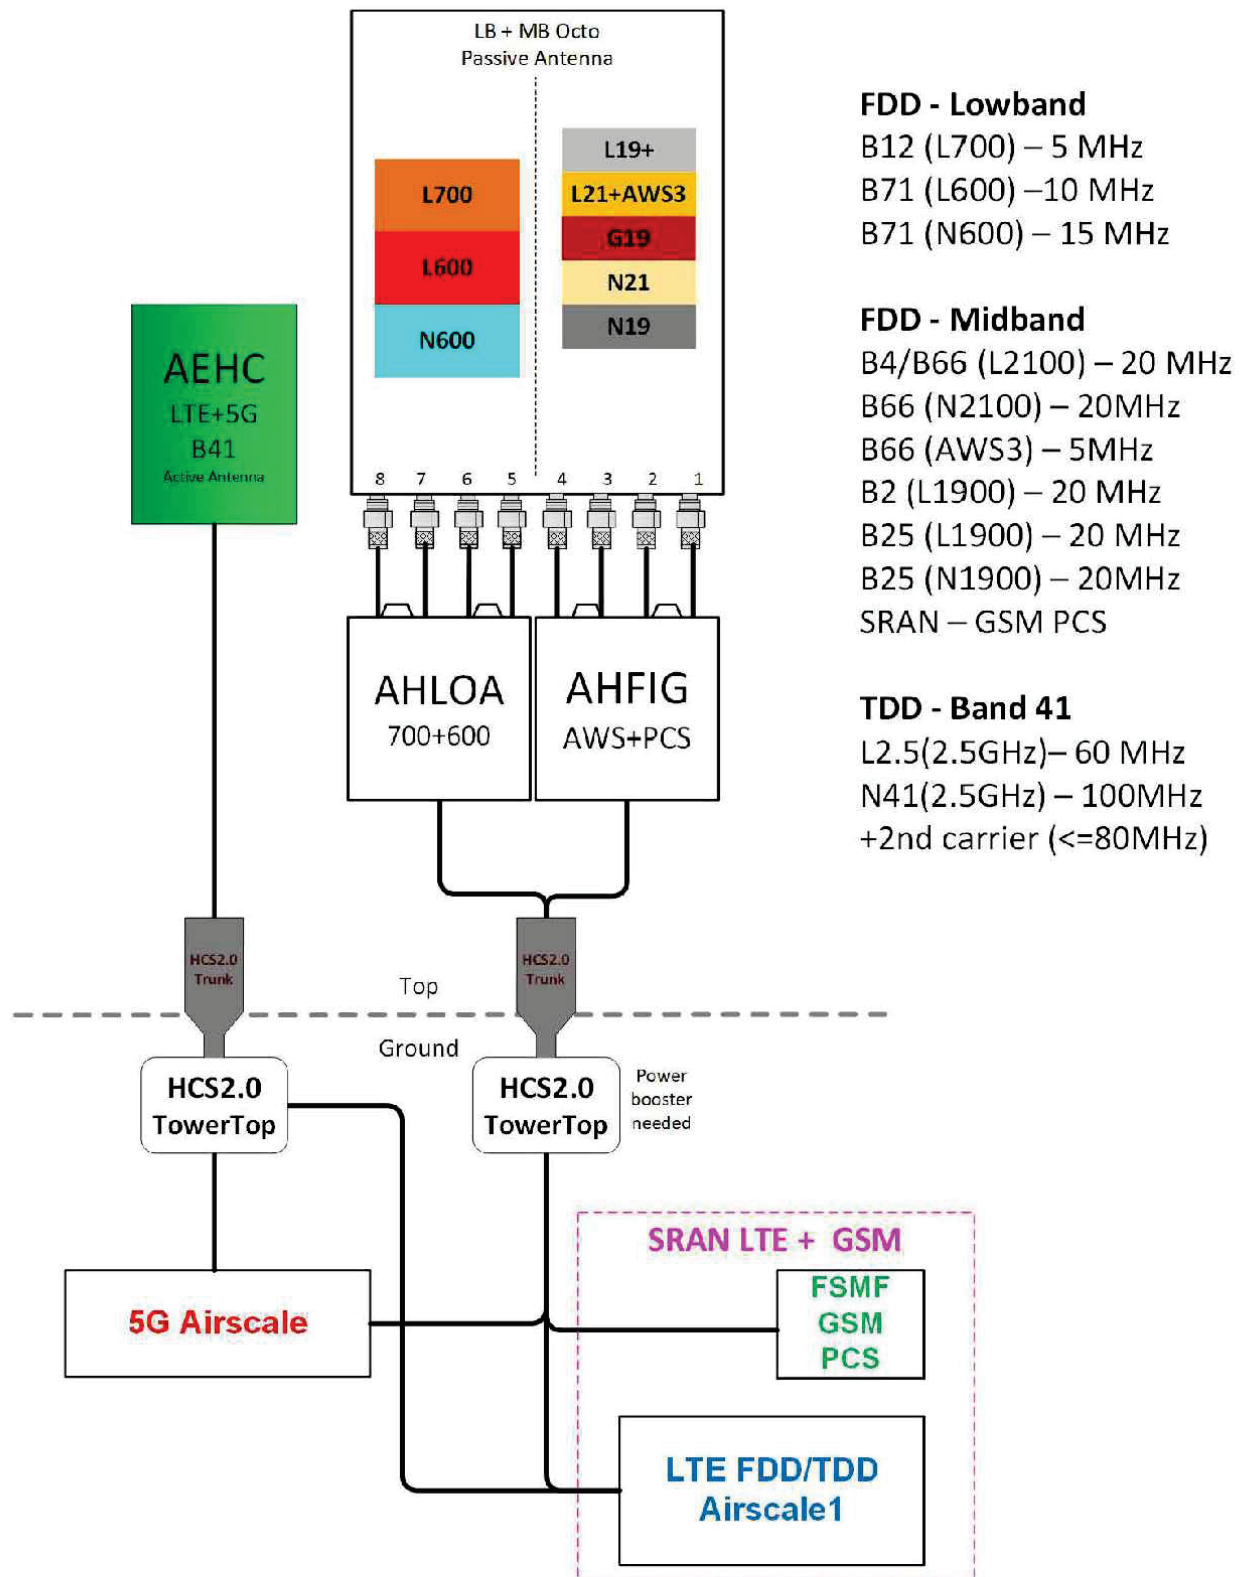 LB + MB Octo
Passive Antenna
L19+
L21+AWS3
G19
N21
N19
L700
L600
N600
8 7 6 5 4 3 2 1
AEHC
LTE+5G
B41
Active Antenna
AHLOA
700+600
AHFIG
AWS+PCS
FDD - Lowband
B12 (L700) – 5 MHz
B71 (L600) –10 MHz
B71 (N600) – 15 MHz
FDD - Midband
B4/B66 (L2100) – 20 MHz
B66 (N2100) – 20MHz
B66 (AWS3) – 5MHz
B2 (L1900) – 20 MHz
B25 (L1900) – 20 MHz
B25 (N1900) – 20MHz
SRAN – GSM PCS
TDD - Band 41
L2.5(2.5GHz)– 60 MHz
N41(2.5GHz) – 100MHz
+2nd carrier (<=80MHz)
HCS2.0
Trunk
HCS2.0
Trunk
Top
Ground
HCS2.0
TowerTop
HCS2.0
TowerTop
Power
booster
needed
SRAN LTE + GSM
5G Airscale
FSMF
GSM
PCS
LTE FDD/TDD
Airscale1